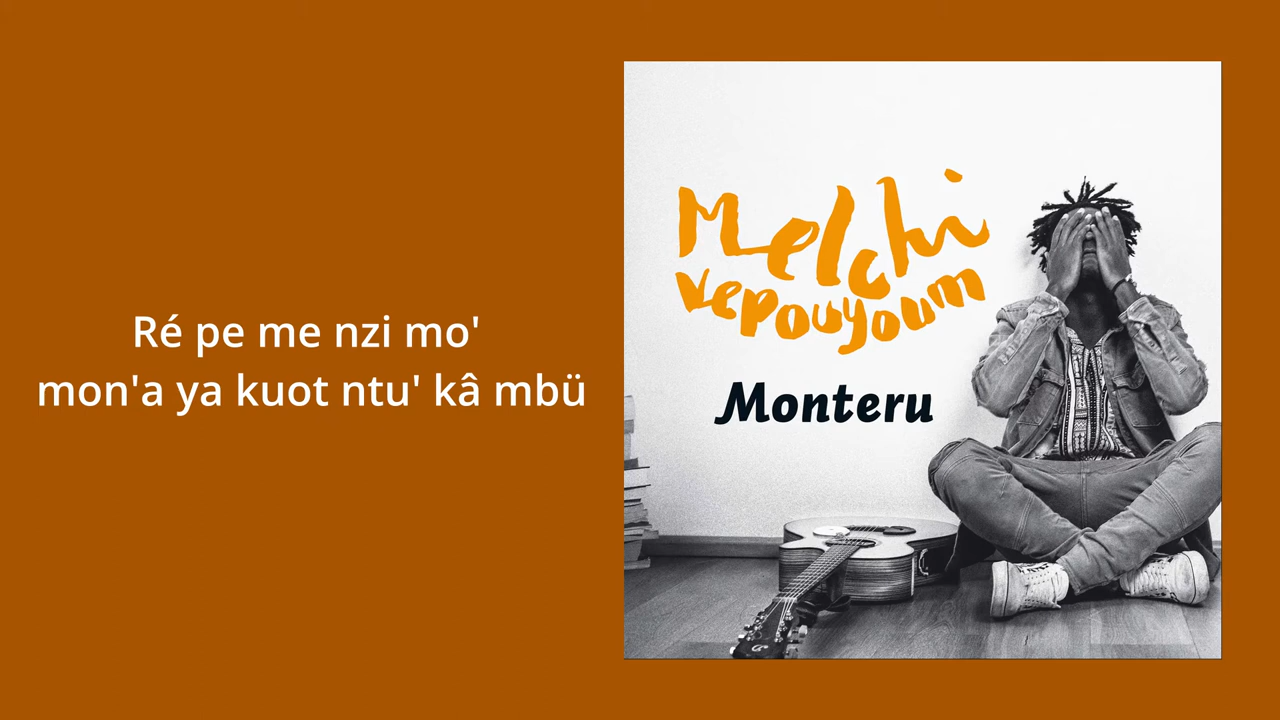 Ré pe me nzi mo'
mon'a ya kuot ntu' kâ mbü
Melchi
Vepouyoum
Monteru